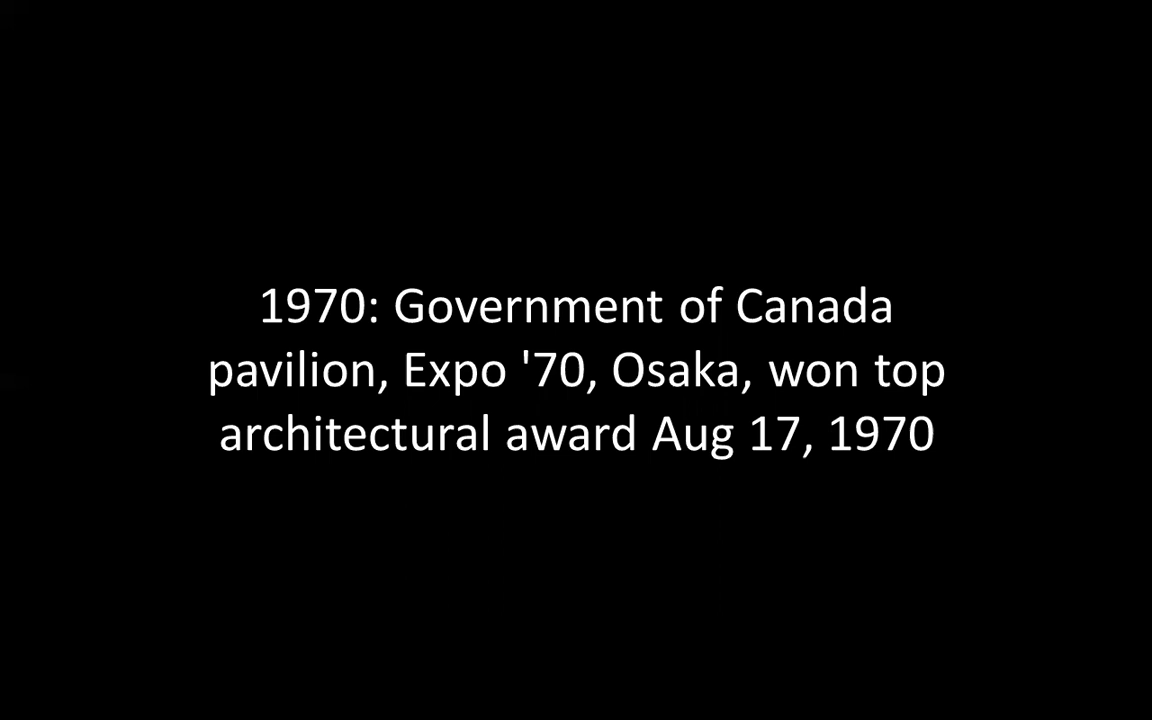 1970: Government of Canada
pavilion, Expo '70, Osaka, won top
architectural award Aug 17, 1970